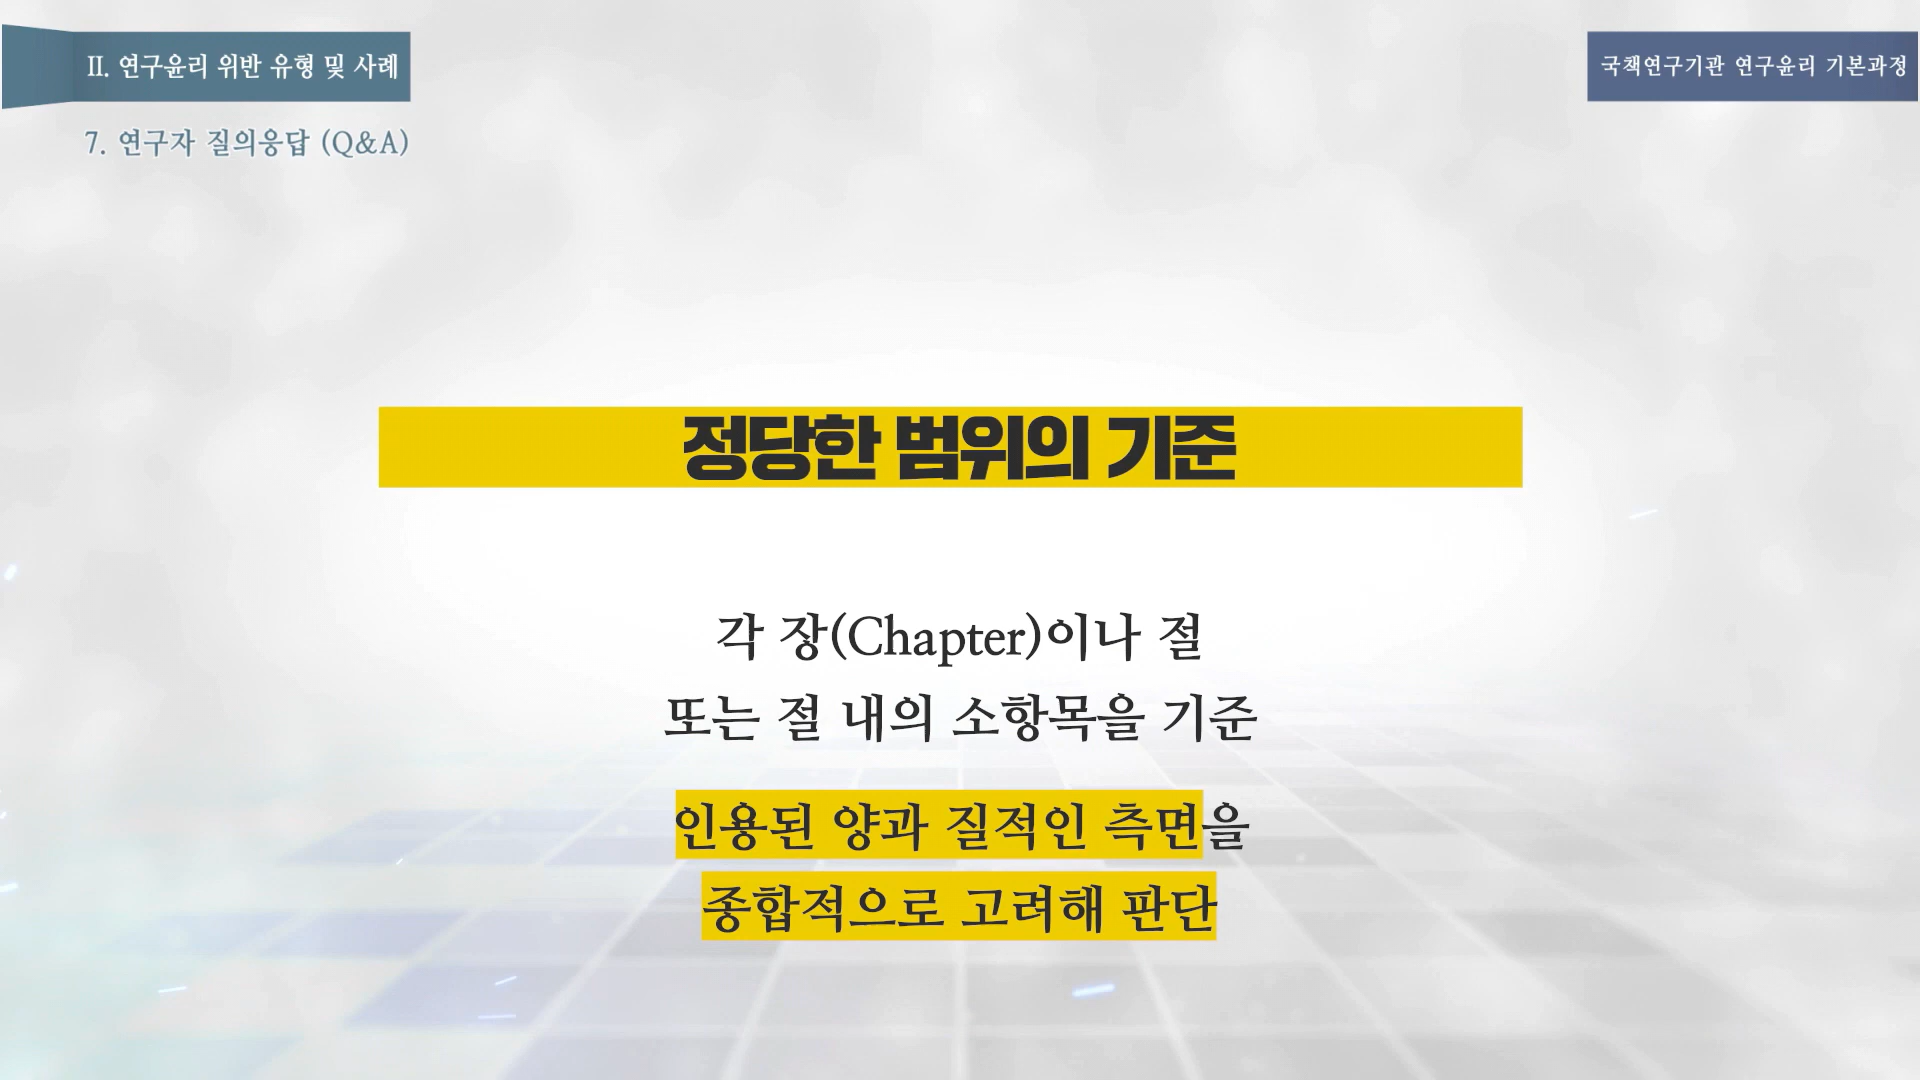 II. 연구윤리 위반 유형 및 사례
국책연구기관 연구윤리 기본과정
7. 연구자 질의응답 (Q&A)
정당한 범위의 기준
각 장(Chapter)이나 절
또는 절 내의 소항목을 기준
인용된 양과 질적인 측면을
종합적으로 고려해 판단